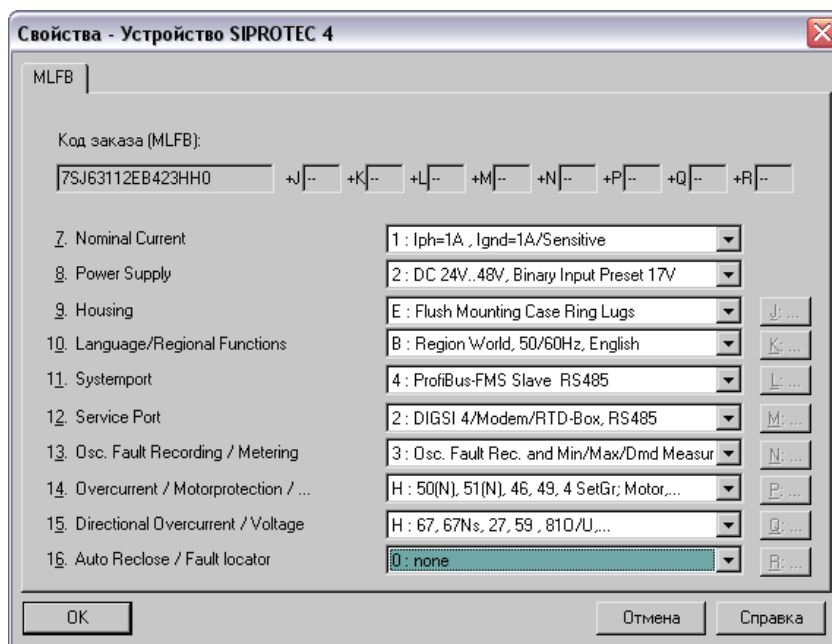 Свойства - Устройство SIPROTEC 4
MLFB
Код заказа (MLFB):
7SJ63112EB423HH0 +J -- +K -- +L -- +M -- +N -- +P -- +Q -- +R --
7. Nominal Current 1 : Iph=1A , Ignd=1A/Sensitive
8. Power Supply 2 : DC 24V..48V, Binary Input Preset 17V
9. Housing E : Flush Mounting Case Ring Lugs J: ...
10. Language/Regional Functions B : Region World, 50/60Hz, English K: ...
11. Systemport 4 : ProfiBus-FMS Slave RS485 L: ...
12. Service Port 2 : DIGSI 4/Modem/RTD-Box, RS485 M: ...
13. Osc. Fault Recording / Metering 3 : Osc. Fault Rec. and Min/Max/Dmd Measur N: ...
14. Overcurrent / Motorprotection / ... H : 50(N), 51(N), 46, 49, 4 SetGr; Motor,... P: ...
15. Directional Overcurrent / Voltage H : 67, 67Ns, 27, 59 , 81O/U,... Q: ...
16. Auto Reclose / Fault locator 0 : none R: ...
OK Отмена Справка